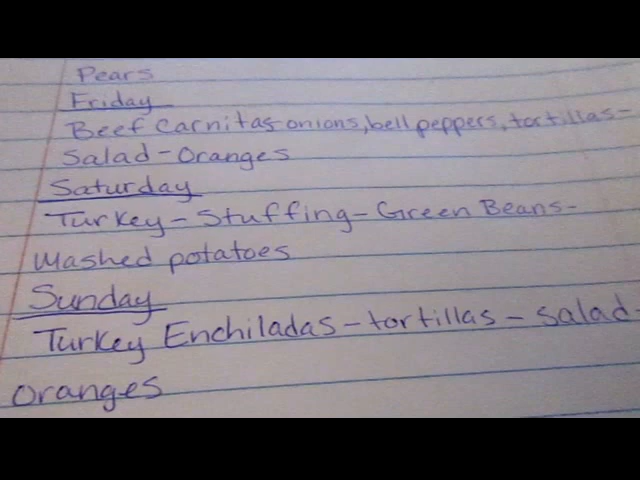 Pears
Friday
Beef Carnitas onions, bell peppers, tortillas-
Salad-Oranges
Saturday
Turkey-Stuffing-Green Beans-
Mashed potatoes
Sunday
Turkey Enchiladas-tortillas-salad-
Oranges